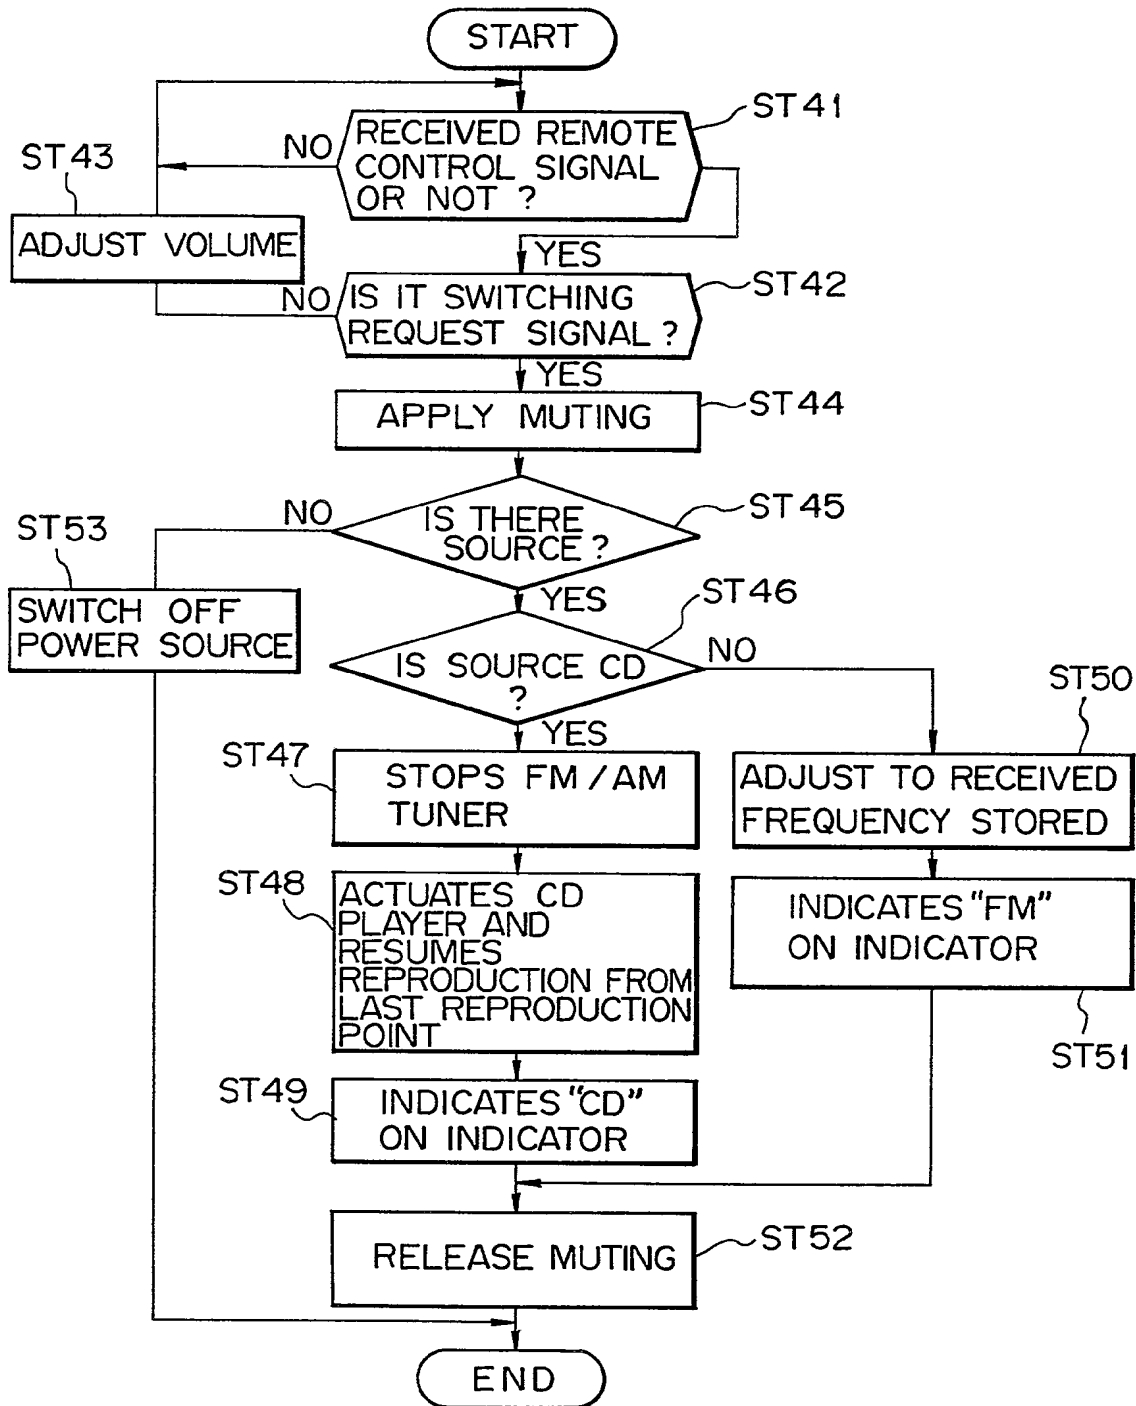 START
ST41
RECEIVED REMOTE
CONTROL SIGNAL
OR NOT ?
NO
ST43
ADJUST VOLUME
YES
ST42
IS IT SWITCHING
REQUEST SIGNAL ?
NO
YES
ST44
APPLY MUTING
ST45
IS THERE
SOURCE ?
NO
ST53
SWITCH OFF
POWER SOURCE
YES
ST46
IS SOURCE CD
?
NO
YES
ST47
STOPS FM / AM
TUNER
ST50
ADJUST TO RECEIVED
FREQUENCY STORED
ST48
ACTUATES CD
PLAYER AND
RESUMES
REPRODUCTION FROM
LAST REPRODUCTION
POINT
INDICATES "FM"
ON INDICATOR
ST51
ST49
INDICATES "CD"
ON INDICATOR
ST52
RELEASE MUTING
END